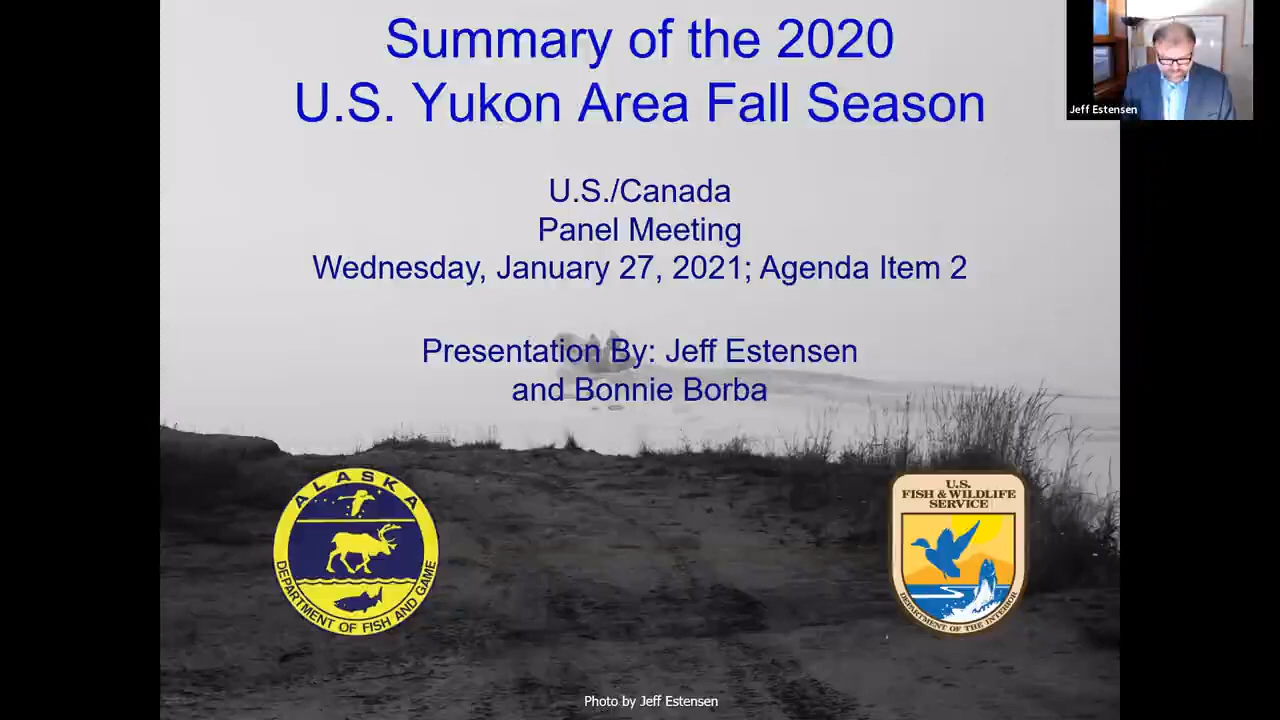 Summary of the 2020
U.S. Yukon Area Fall Season
Jeff Estensen
U.S./Canada
Panel Meeting
Wednesday, January 27, 2021; Agenda Item 2
Presentation By: Jeff Estensen
and Bonnie Borba
ALASKA
DEPARTMENT OF FISH AND GAME
U.S.
FISH & WILDLIFE
SERVICE
DEPARTMENT OF THE INTERIOR
Photo by Jeff Estensen